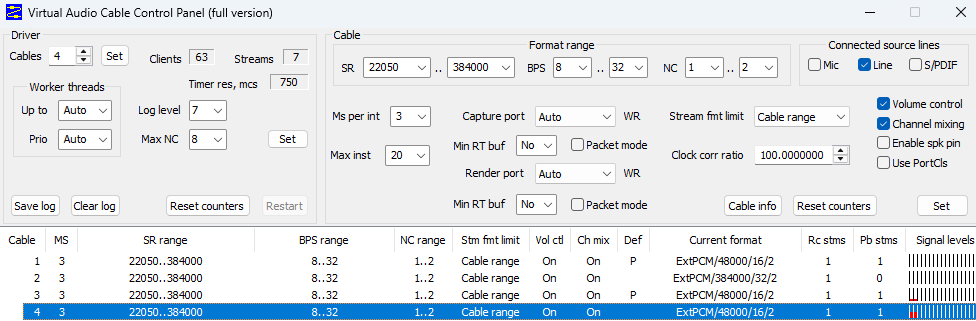 Virtual Audio Cable Control Panel (full version)
Driver
Cables 4 Set Clients 63 Streams 7
Timer res, mcs 750
Worker threads
Up to Auto Log level 7
Prio Auto Max NC 8 Set
Save log Clear log Reset counters Restart
Cable
Format range
SR 22050 .. 384000 BPS 8 .. 32 NC 1 .. 2
Connected source lines
Mic Line S/PDIF
Ms per int 3 Capture port Auto WR Stream fmt limit Cable range
Min RT buf No Packet mode
Max inst 20 Render port Auto WR Clock corr ratio 100.0000000
Min RT buf No Packet mode
Volume control
Channel mixing
Enable spk pin
Use PortCls
Cable info Reset counters Set
Cable MS SR range BPS range NC range Stm fmt limit Vol ctl Ch mix Def Current format Rc stms Pb stms Signal levels
1 3 22050..384000 8..32 1..2 Cable range On On P ExtPCM/48000/16/2 1 1
2 3 22050..384000 8..32 1..2 Cable range On On ExtPCM/384000/32/2 1 0
3 3 22050..384000 8..32 1..2 Cable range On On P ExtPCM/48000/16/2 1 1
4 3 22050..384000 8..32 1..2 Cable range On On ExtPCM/48000/16/2 1 1